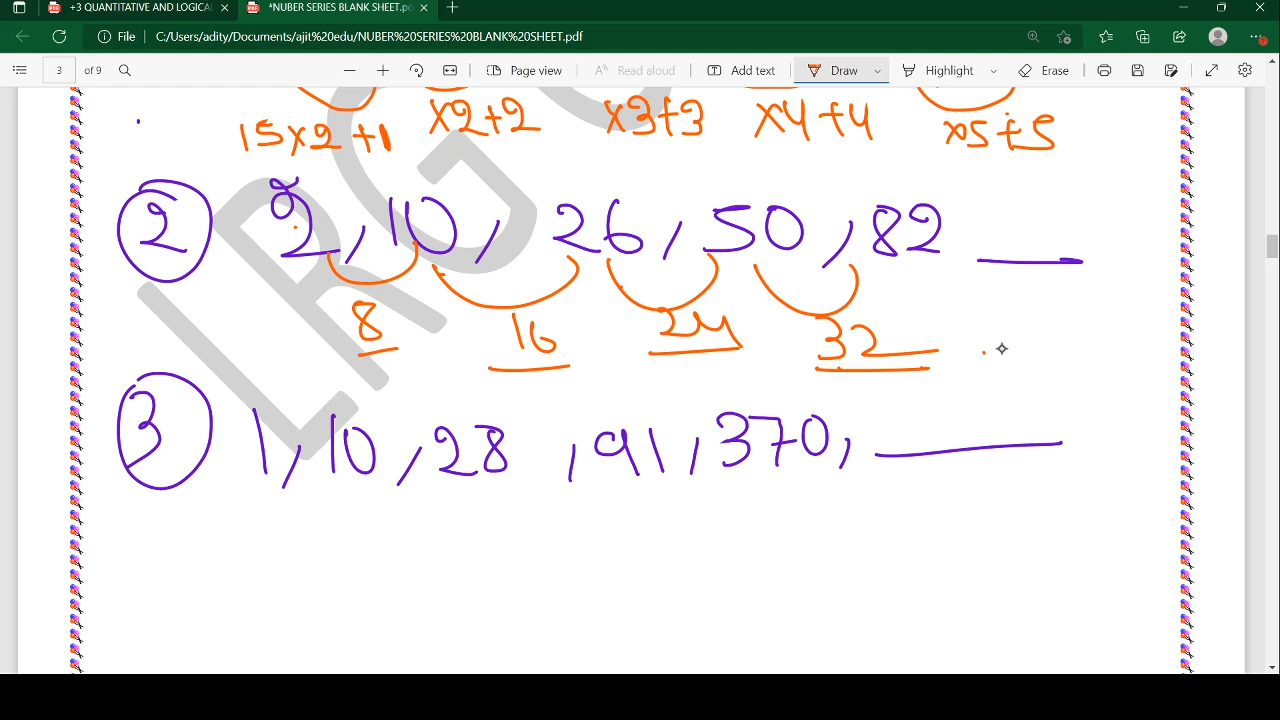 +3 QUANTITATIVE AND LOGICAL
*NUBER SERIES BLANK SHEET.pd
File C:/Users/adity/Documents/ajit%20edu/NUBER%20SERIES%20BLANK%20SHEET.pdf
3 of 9 Page view Read aloud Add text Draw Highlight Erase
15x2+1 x2+2 x3+3 x4+4 x5+5
2 2, 10, 26, 50, 82
8 16 24 32
3 1, 10, 28, 91, 370,